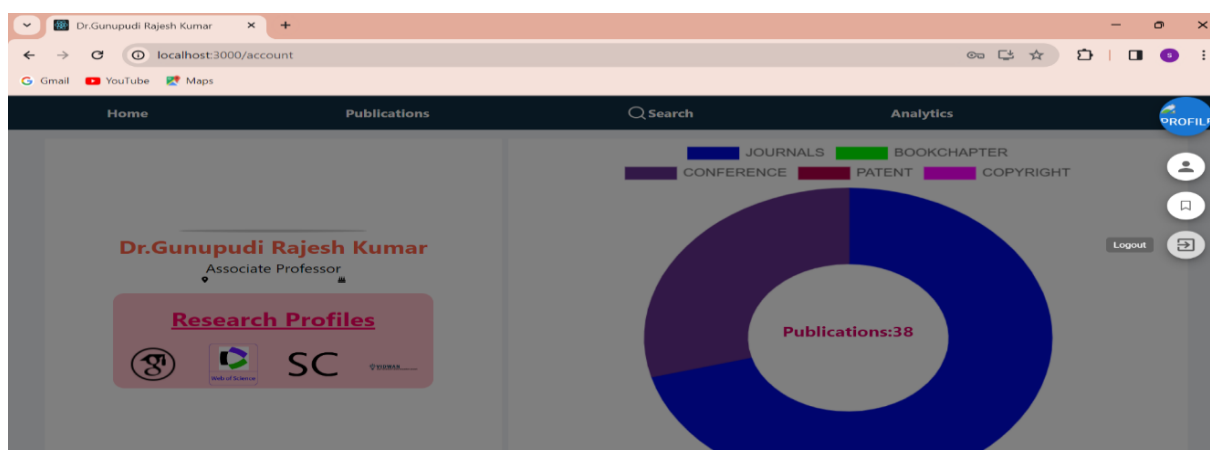 Dr.Gunupudi Rajesh Kumar
localhost:3000/account
Gmail YouTube Maps
Home Publications Search Analytics
PROFIL
JOURNALS BOOKCHAPTER
CONFERENCE PATENT COPYRIGHT
Logout
Dr.Gunupudi Rajesh Kumar
Associate Professor
Research Profiles
Web of Science
SC
Publications:38